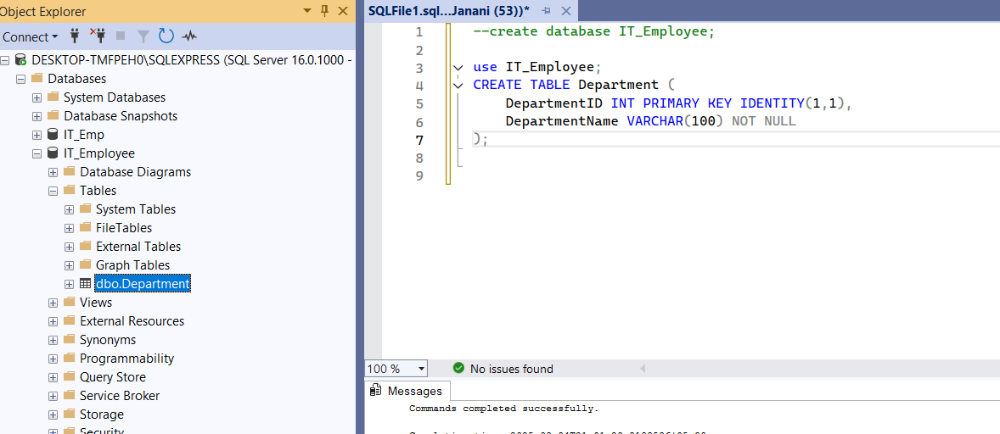 Object Explorer
Connect
DESKTOP-TMFPEH0\SQLEXPRESS (SQL Server 16.0.1000 -
Databases
System Databases
Database Snapshots
IT_Emp
IT_Employee
Database Diagrams
Tables
System Tables
FileTables
External Tables
Graph Tables
dbo.Department
Views
External Resources
Synonyms
Programmability
Query Store
Service Broker
Storage
Security
SQLFile1.sql...Janani (53))*
1 --create database IT_Employee;
2
3 use IT_Employee;
4 CREATE TABLE Department (
5 DepartmentID INT PRIMARY KEY IDENTITY(1,1),
6 DepartmentName VARCHAR(100) NOT NULL
7 );
8
9
100 % No issues found
Messages
Commands completed successfully.